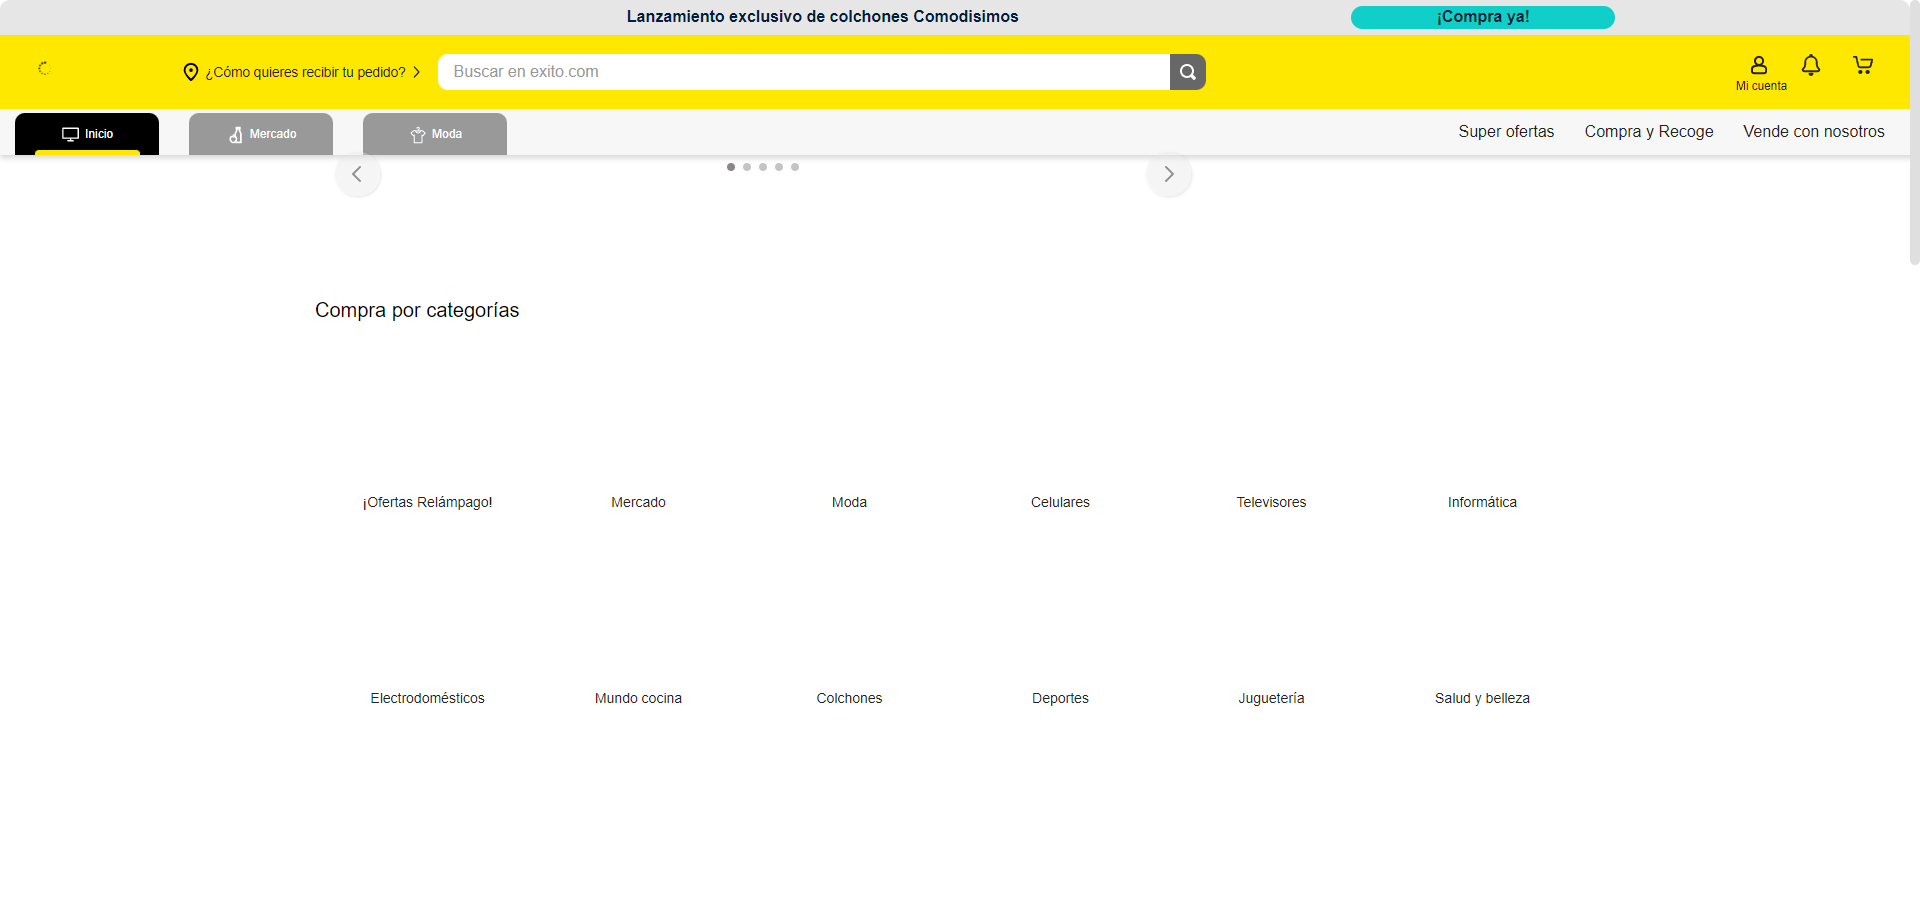 Lanzamiento exclusivo de colchones Comodisimos
¡Compra ya!
¿Cómo quieres recibir tu pedido?
Buscar en exito.com
Mi cuenta
Inicio
Mercado
Moda
Super ofertas
Compra y Recoge
Vende con nosotros
Compra por categorías
¡Ofertas Relámpago!
Mercado
Moda
Celulares
Televisores
Informática
Electrodomésticos
Mundo cocina
Colchones
Deportes
Juguetería
Salud y belleza